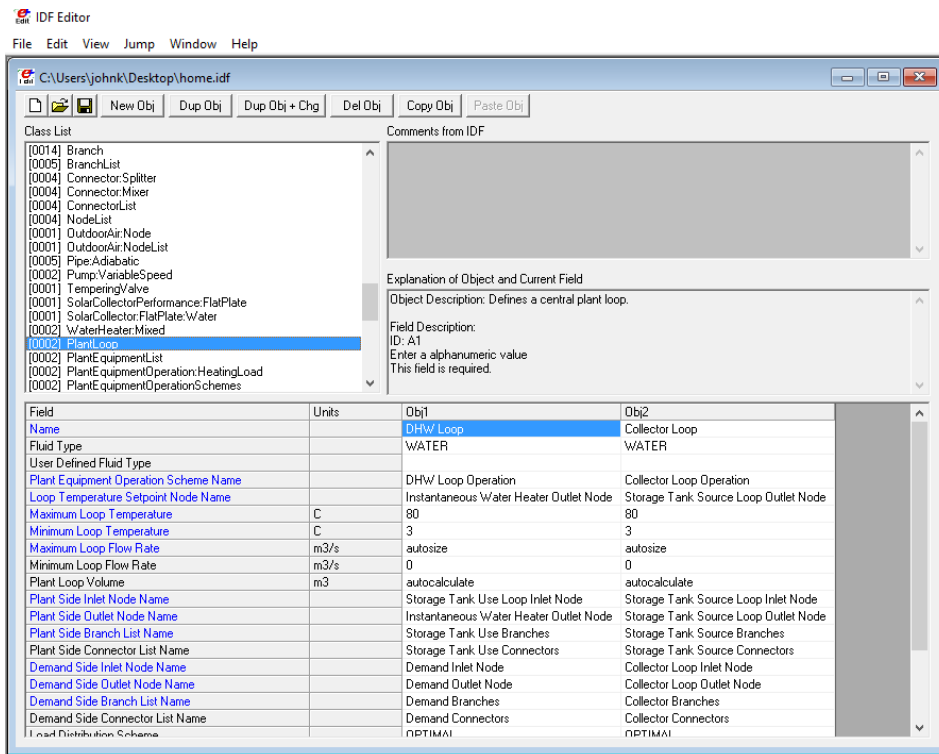 IDF Editor
File Edit View Jump Window Help
C:\Users\johnk\Desktop\home.idf
New Obj Dup Obj Dup Obj + Chg Del Obj Copy Obj Paste Obj
Class List
[0014] Branch
[0005] BranchList
[0004] Connector:Splitter
[0004] Connector:Mixer
[0004] ConnectorList
[0004] NodeList
[0001] OutdoorAir:Node
[0001] OutdoorAir:NodeList
[0005] Pipe:Adiabatic
[0002] Pump:VariableSpeed
[0001] TemperingValve
[0001] SolarCollectorPerformance:FlatPlate
[0001] SolarCollector:FlatPlate:Water
[0002] WaterHeater:Mixed
[0002] PlantLoop
[0002] PlantEquipmentList
[0002] PlantEquipmentOperation:HeatingLoad
[0002] PlantEquipmentOperationSchemes
Comments from IDF
Explanation of Object and Current Field
Object Description: Defines a central plant loop.
Field Description:
ID: A1
Enter a alphanumeric value
This field is required.
Field Units Obj1 Obj2
Name DHW Loop Collector Loop
Fluid Type WATER WATER
User Defined Fluid Type
Plant Equipment Operation Scheme Name DHW Loop Operation Collector Loop Operation
Loop Temperature Setpoint Node Name Instantaneous Water Heater Outlet Node Storage Tank Source Loop Outlet Node
Maximum Loop Temperature C 80 80
Minimum Loop Temperature C 3 3
Maximum Loop Flow Rate m3/s autosize autosize
Minimum Loop Flow Rate m3/s 0 0
Plant Loop Volume m3 autocalculate autocalculate
Plant Side Inlet Node Name Storage Tank Use Loop Inlet Node Storage Tank Source Loop Inlet Node
Plant Side Outlet Node Name Instantaneous Water Heater Outlet Node Storage Tank Source Loop Outlet Node
Plant Side Branch List Name Storage Tank Use Branches Storage Tank Source Branches
Plant Side Connector List Name Storage Tank Use Connectors Storage Tank Source Connectors
Demand Side Inlet Node Name Demand Inlet Node Collector Loop Inlet Node
Demand Side Outlet Node Name Demand Outlet Node Collector Loop Outlet Node
Demand Side Branch List Name Demand Branches Collector Branches
Demand Side Connector List Name Demand Connectors Collector Connectors
Load Distribution Scheme OPTIMAL OPTIMAL